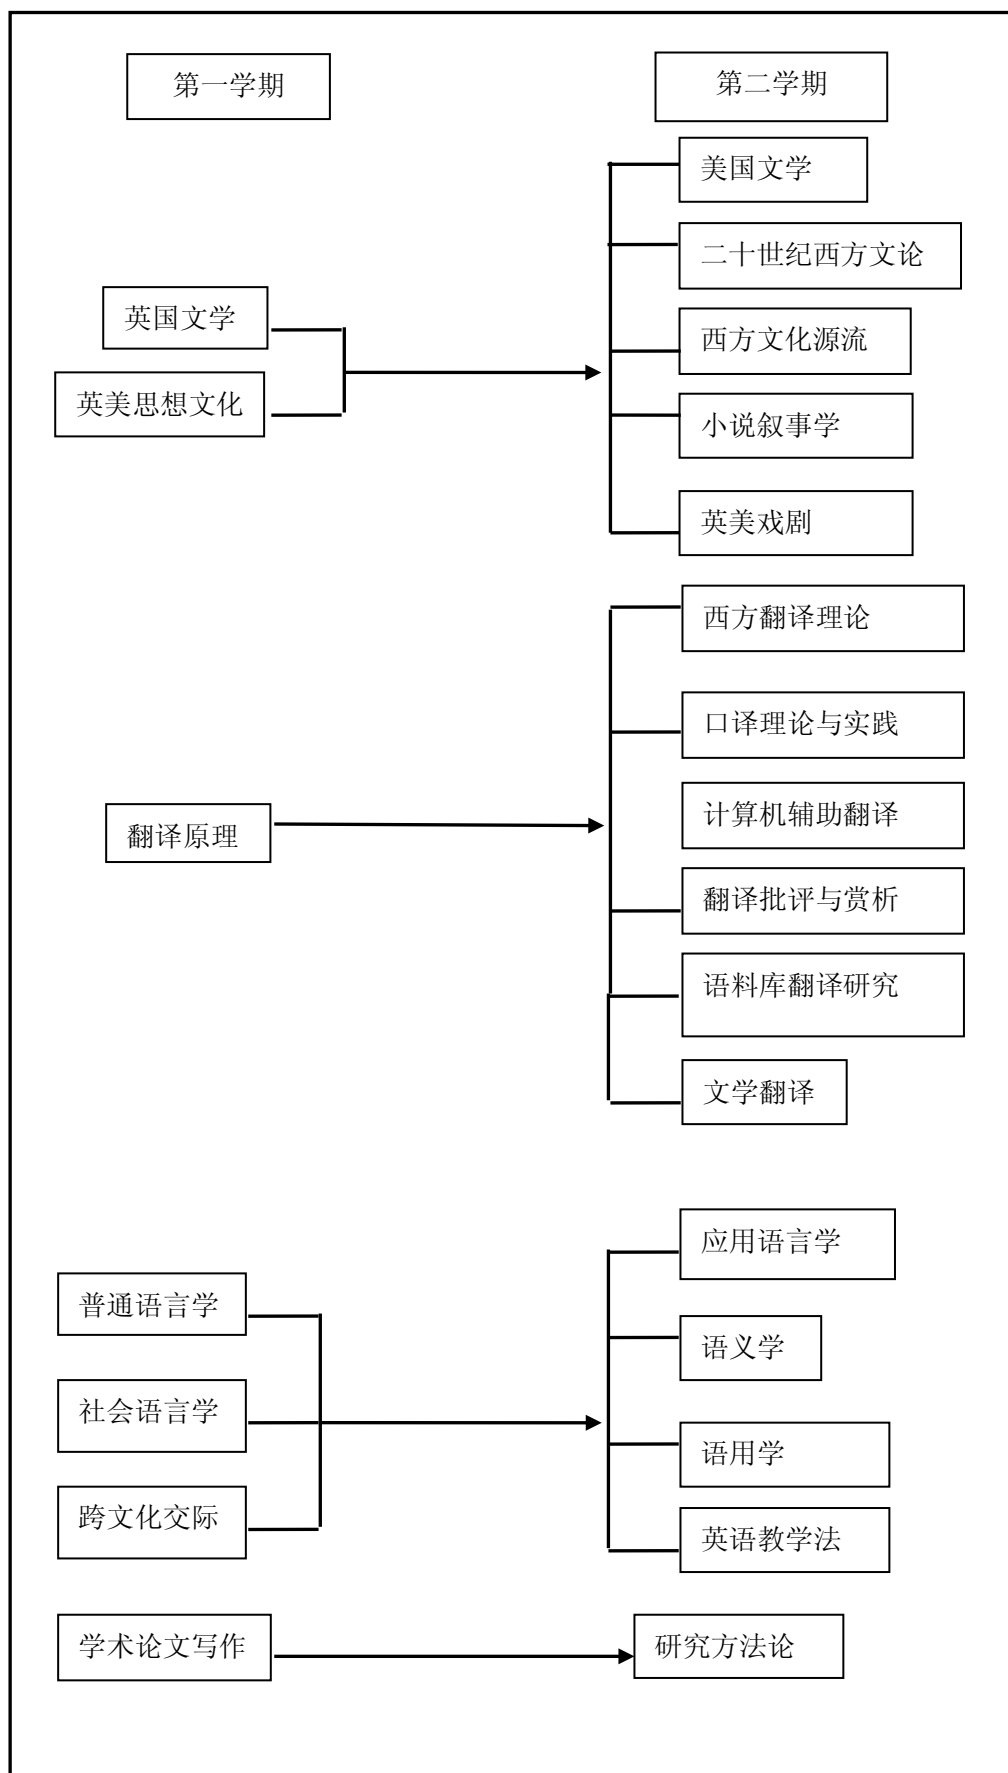 第一学期
第二学期
美国文学
二十世纪西方文论
英国文学
西方文化源流
英美思想文化
小说叙事学
英美戏剧
西方翻译理论
口译理论与实践
翻译原理
计算机辅助翻译
翻译批评与赏析
语料库翻译研究
文学翻译
应用语言学
普通语言学
语义学
社会语言学
语用学
跨文化交际
英语教学法
学术论文写作
研究方法论